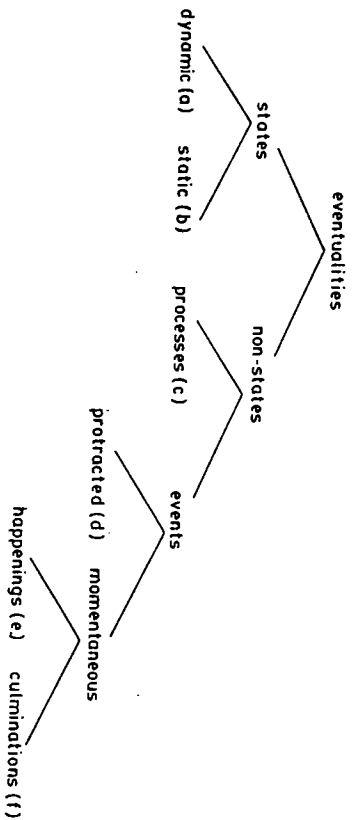 eventualities
states
non-states
dynamic (a)
static (b)
processes (c)
events
protracted (d)
momentaneous
happenings (e)
culminations (f)